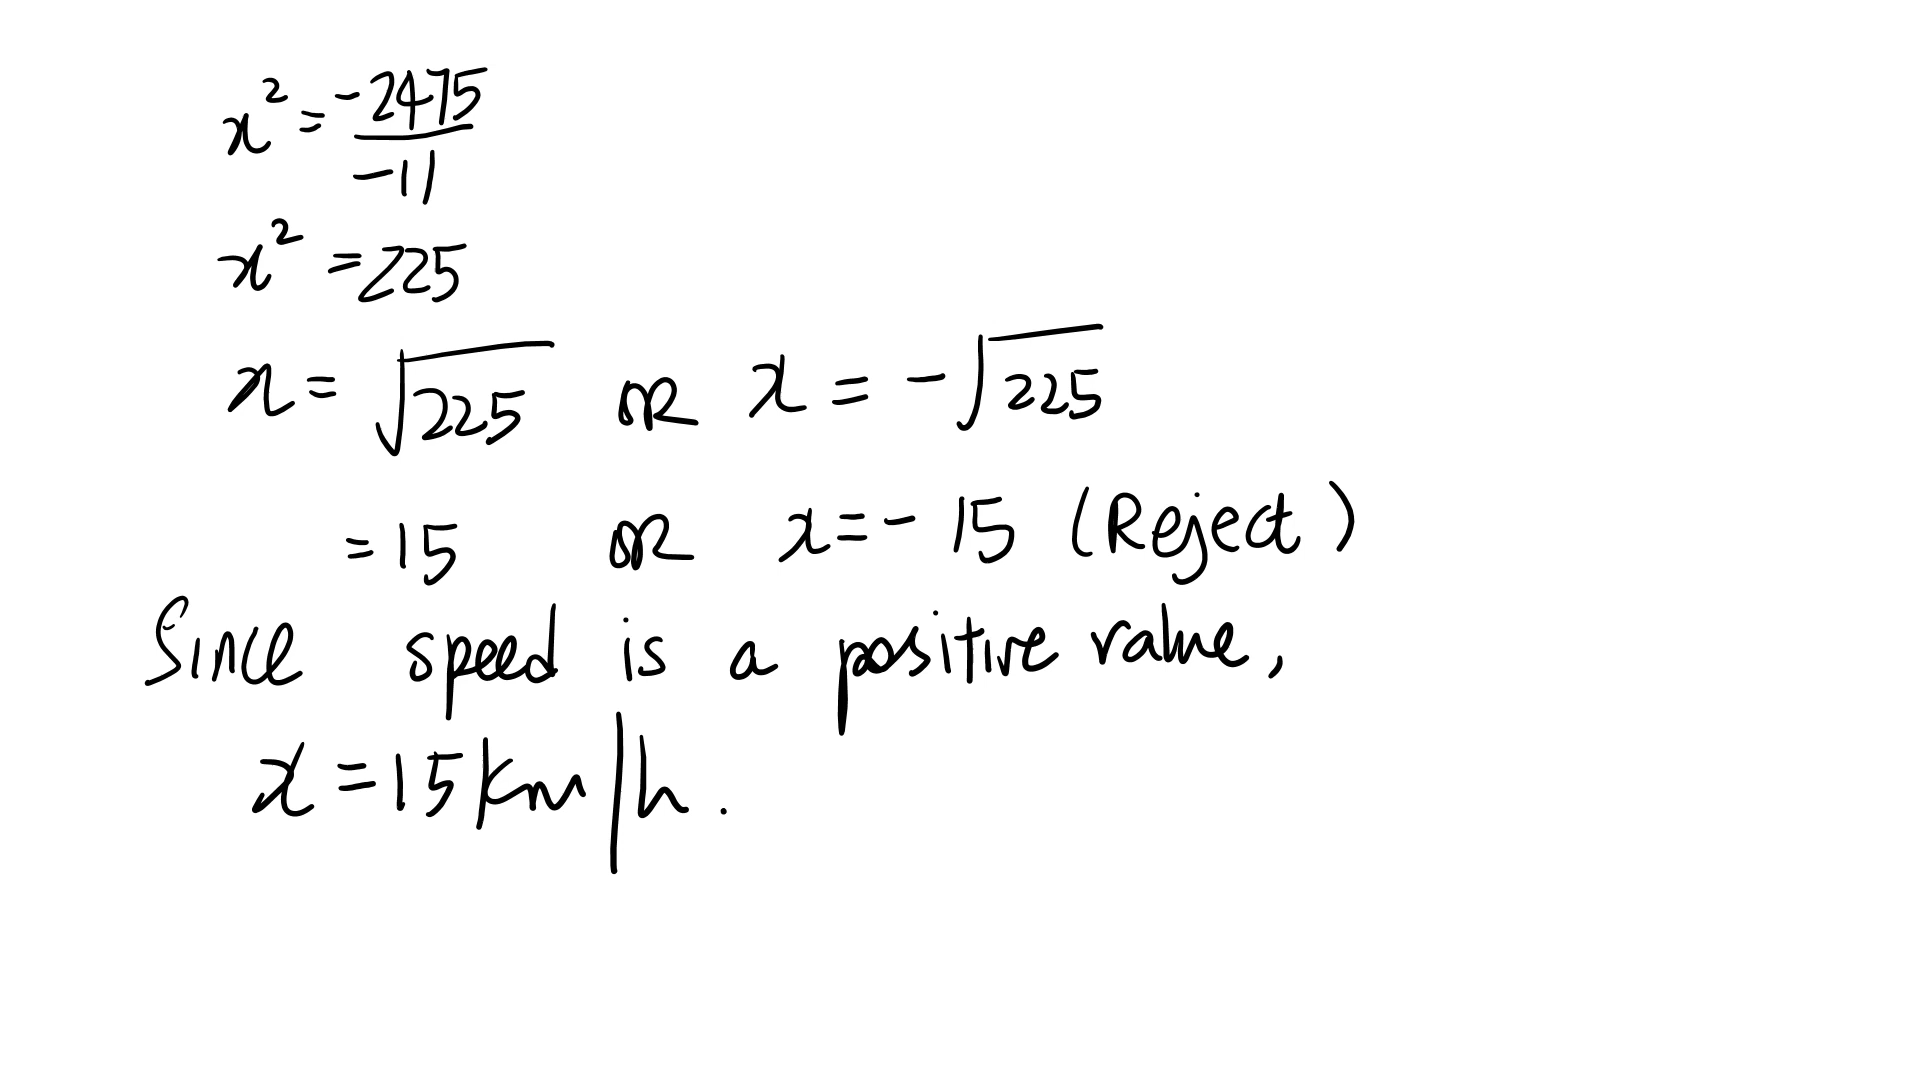 x² = -2475/-11
x² = 225
x = √225 or x = -√225
= 15 or x = -15 (Reject)
Since speed is a positive value,
x = 15 km/h.